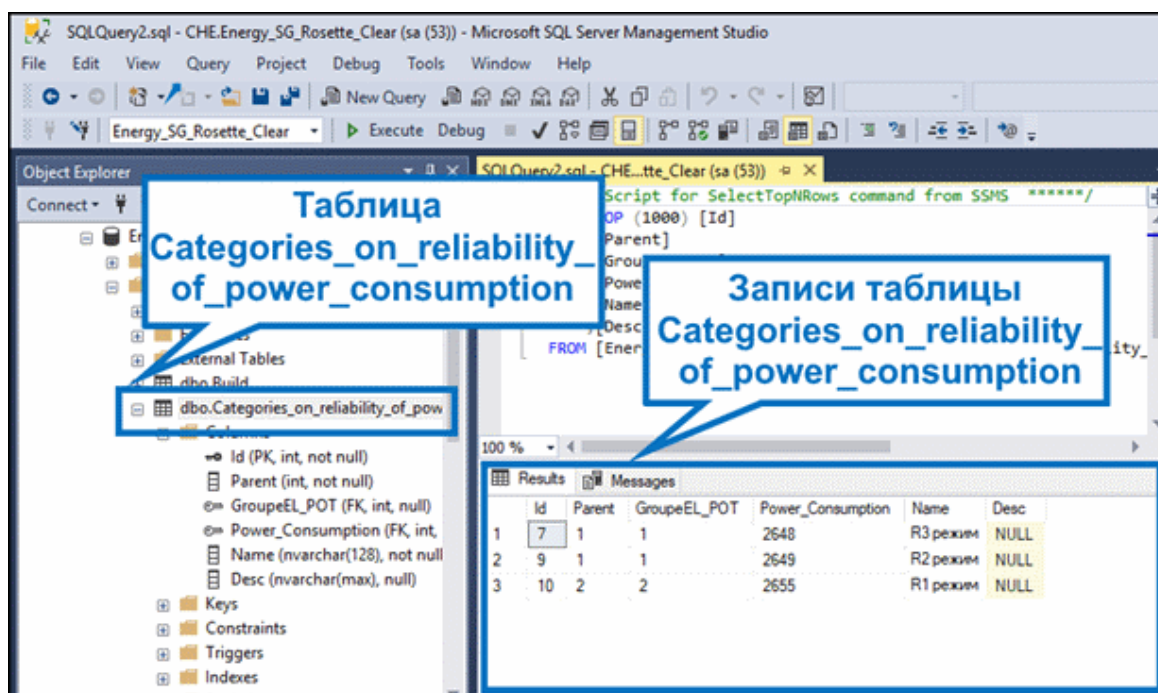 SQLQuery2.sql - CHE.Energy_SG_Rosette_Clear (sa (53)) - Microsoft SQL Server Management Studio
File Edit View Query Project Debug Tools Window Help
New Query
Energy_SG_Rosette_Clear Execute Debug
Object Explorer
Connect
Таблица
Categories_on_reliability_
of_power_consumption
External Tables
dbo.Build
dbo.Categories_on_reliability_of_pow
Columns
Id (PK, int, not null)
Parent (int, not null)
GroupeEL_POT (FK, int, null)
Power_Consumption (FK, int,
Name (nvarchar(128), not null
Desc (nvarchar(max), null)
Keys
Constraints
Triggers
Indexes
SQLQuery2.sql - CHE...tte_Clear (sa (53))
Script for SelectTopNRows command from SSMS ******/
(1000) [Id]
Parent]
FROM
Записи таблицы
Categories_on_reliability_
of_power_consumption
100 %
Results Messages
Id Parent GroupeEL_POT Power_Consumption Name Desc
1 7 1 1 2648 R3 режим NULL
2 9 1 1 2649 R2 режим NULL
3 10 2 2 2655 R1 режим NULL